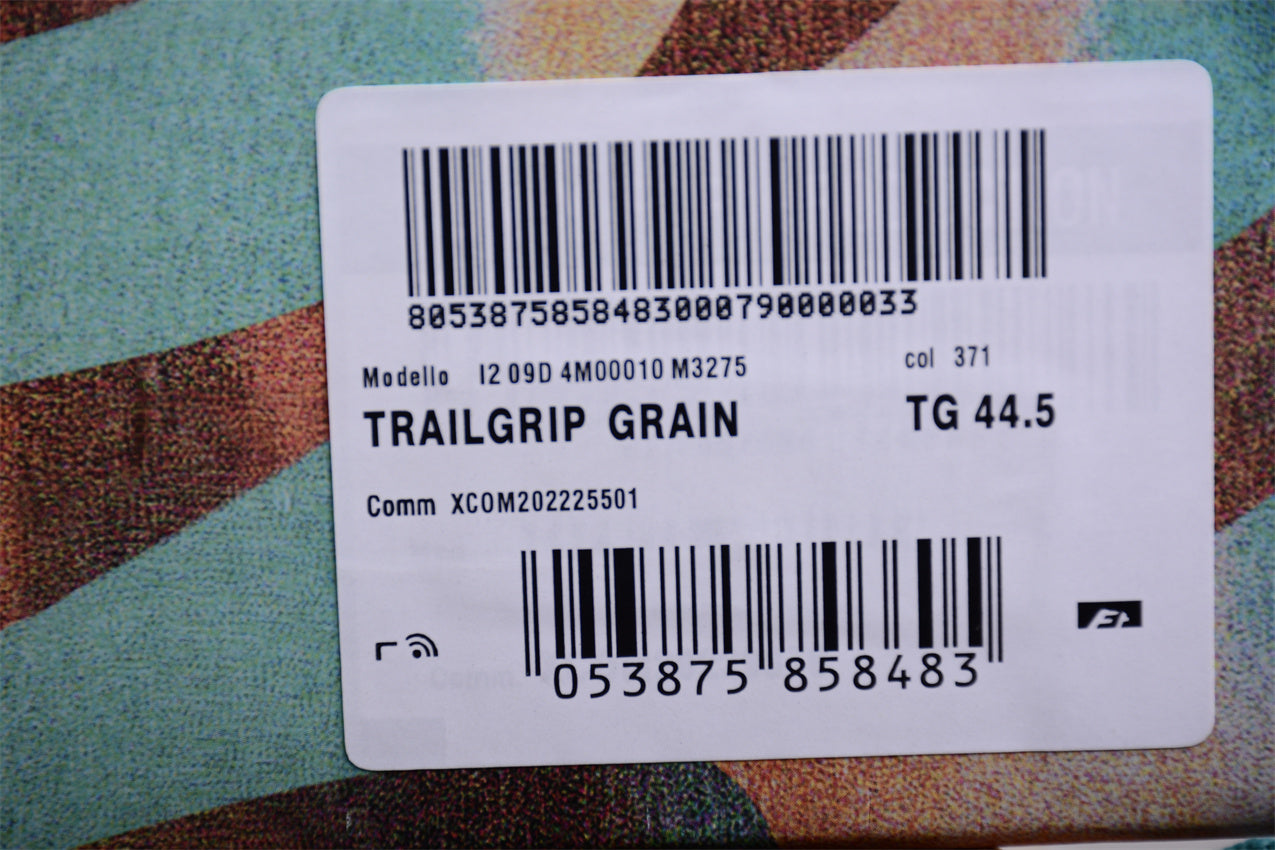 8053875858483000790000033
Modello I2 09D 4M00010 M3275 col 371
TRAILGRIP GRAIN TG 44.5
Comm XCOM202225501
053875 858483